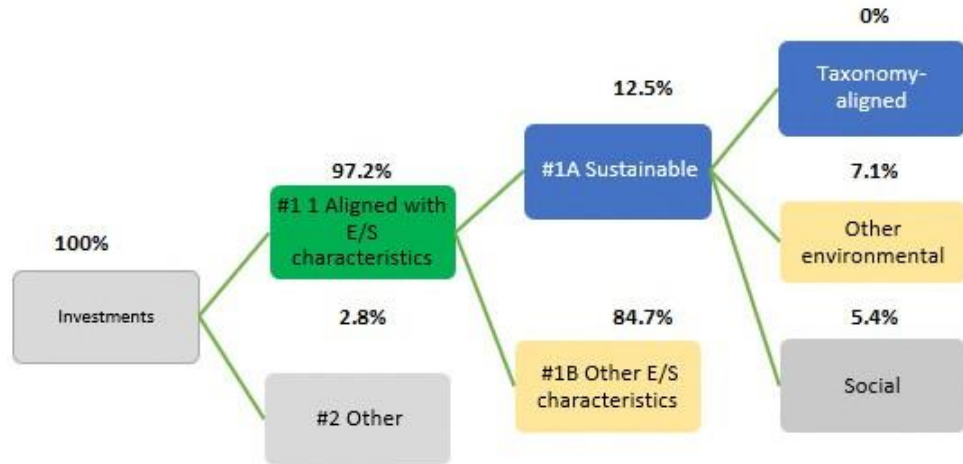 0%
Taxonomy-
aligned
12.5%
#1A Sustainable
97.2%
7.1%
#1 1 Aligned with
E/S
characteristics
Other
environmental
100%
Investments
2.8%
84.7%
5.4%
#2 Other
#1B Other E/S
characteristics
Social